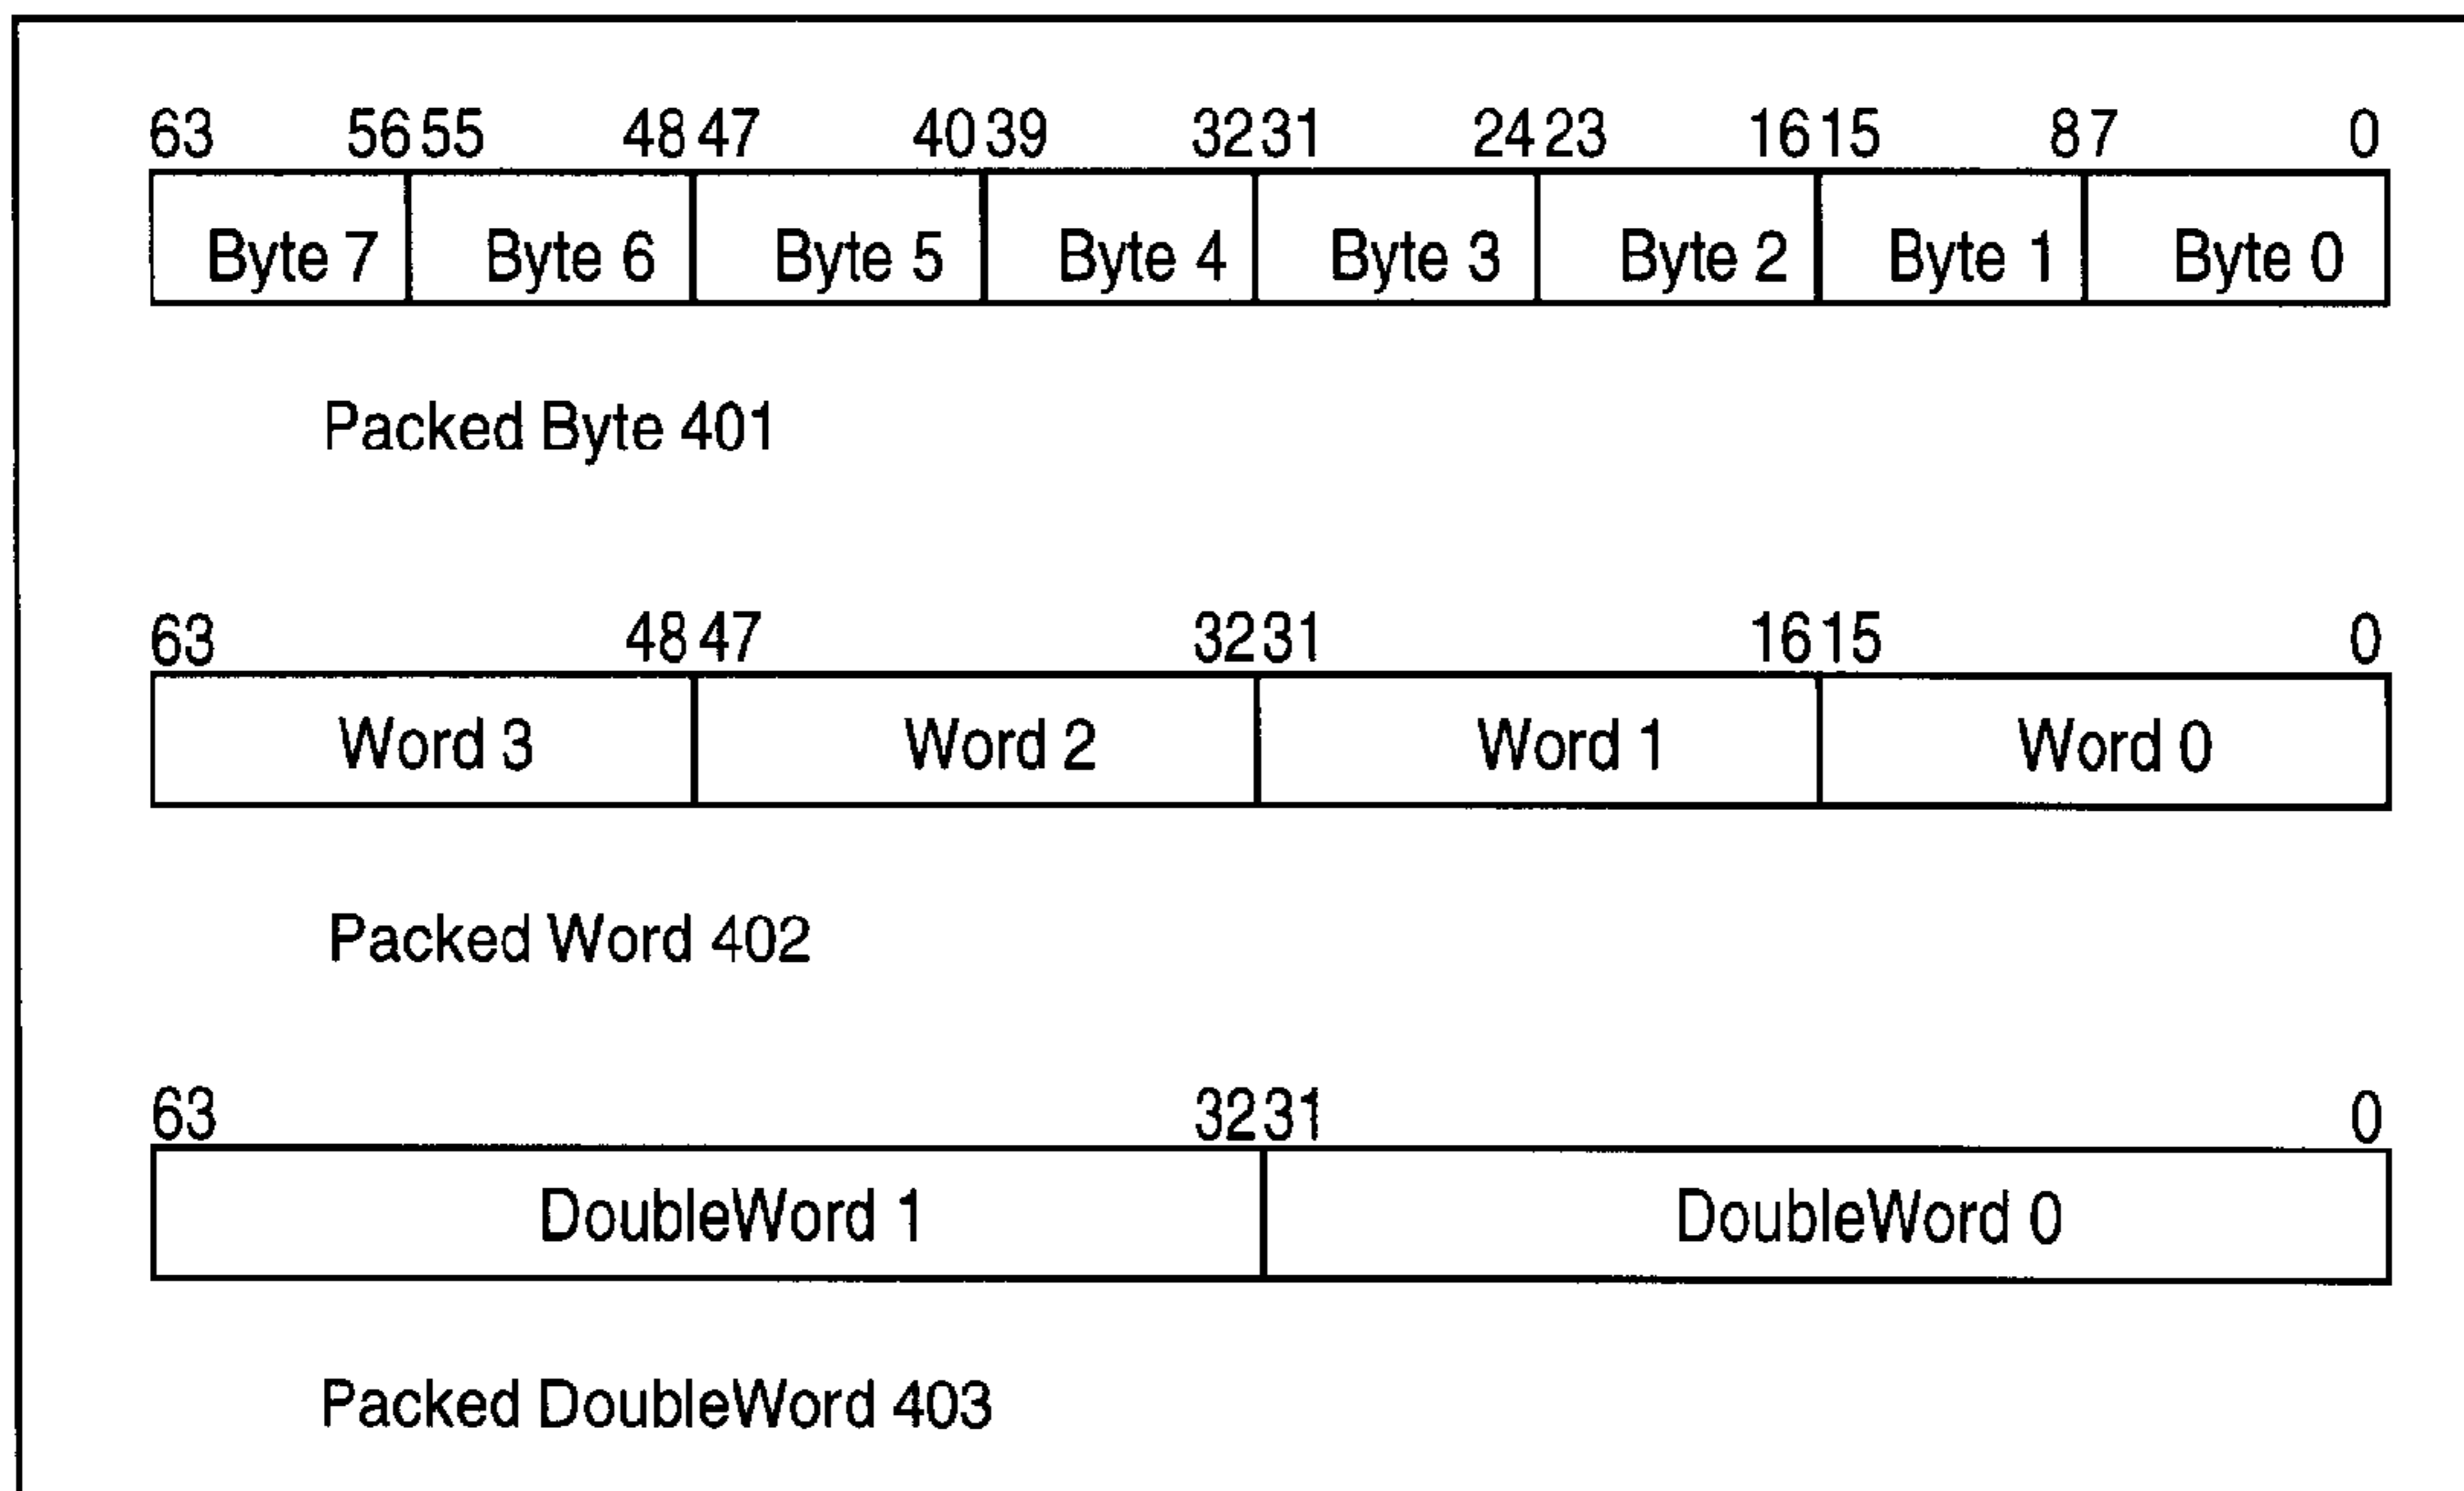 63 56 55 48 47 40 39 32 31 24 23 16 15 8 7 0
Byte 7 Byte 6 Byte 5 Byte 4 Byte 3 Byte 2 Byte 1 Byte 0
Packed Byte 401
63 48 47 32 31 16 15 0
Word 3 Word 2 Word 1 Word 0
Packed Word 402
63 32 31 0
DoubleWord 1 DoubleWord 0
Packed DoubleWord 403